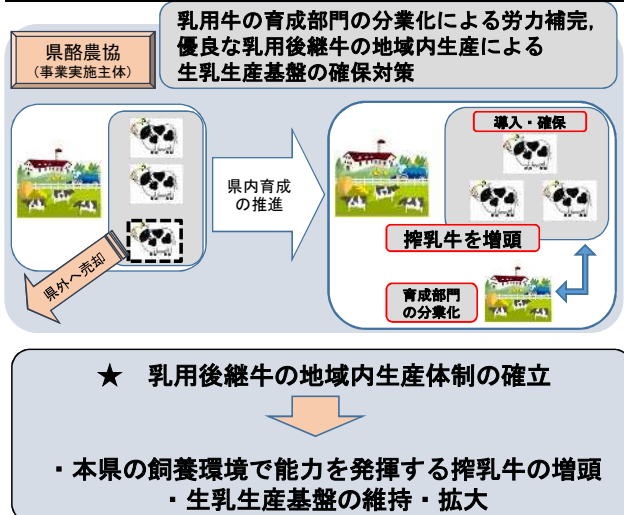 乳用牛の育成部門の分業化による労力補完,
優良な乳用後継牛の地域内生産による
生乳生産基盤の確保対策
県酪農協
(事業実施主体)
県外へ売却
県内育成
の推進
導入・確保
搾乳牛を増頭
育成部門
の分業化
★ 乳用後継牛の地域内生産体制の確立
・本県の飼養環境で能力を発揮する搾乳牛の増頭
・生乳生産基盤の維持・拡大